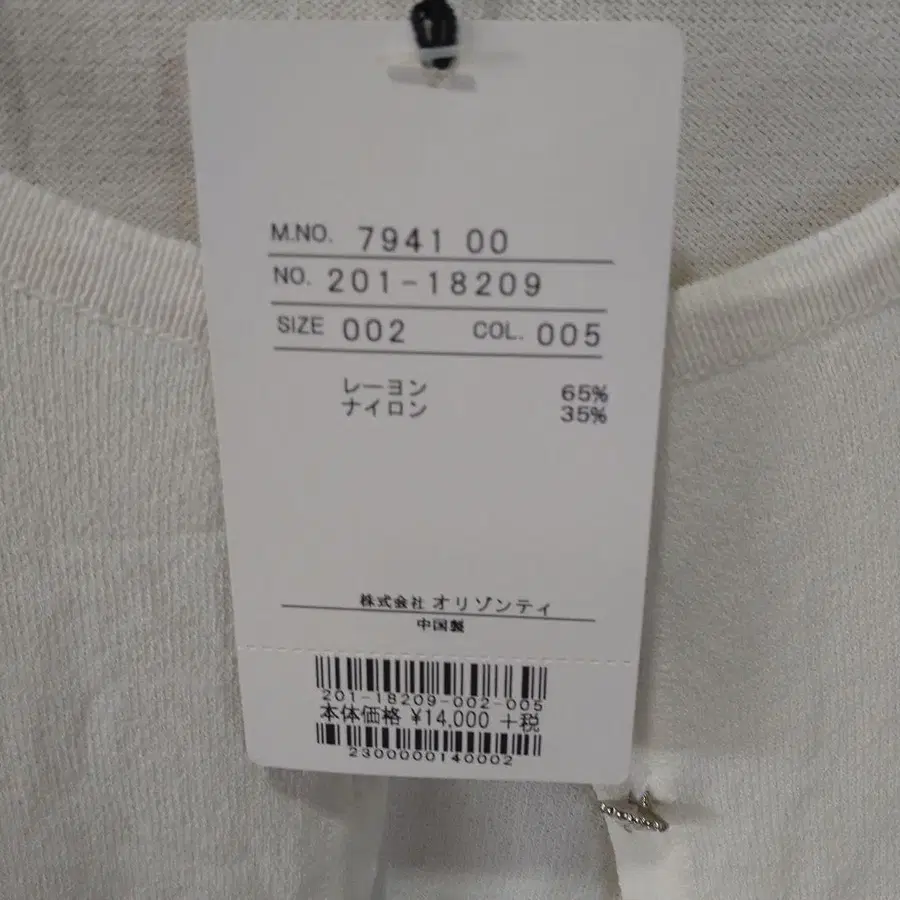 M.NO. 7941 00
NO. 201-18209
SIZE 002 COL. 005
レーヨン 65%
ナイロン 35%
株式会社 オリゾンティ
中国製
201-18209-002-005
本体価格 ¥14,000 +税
2300000140002